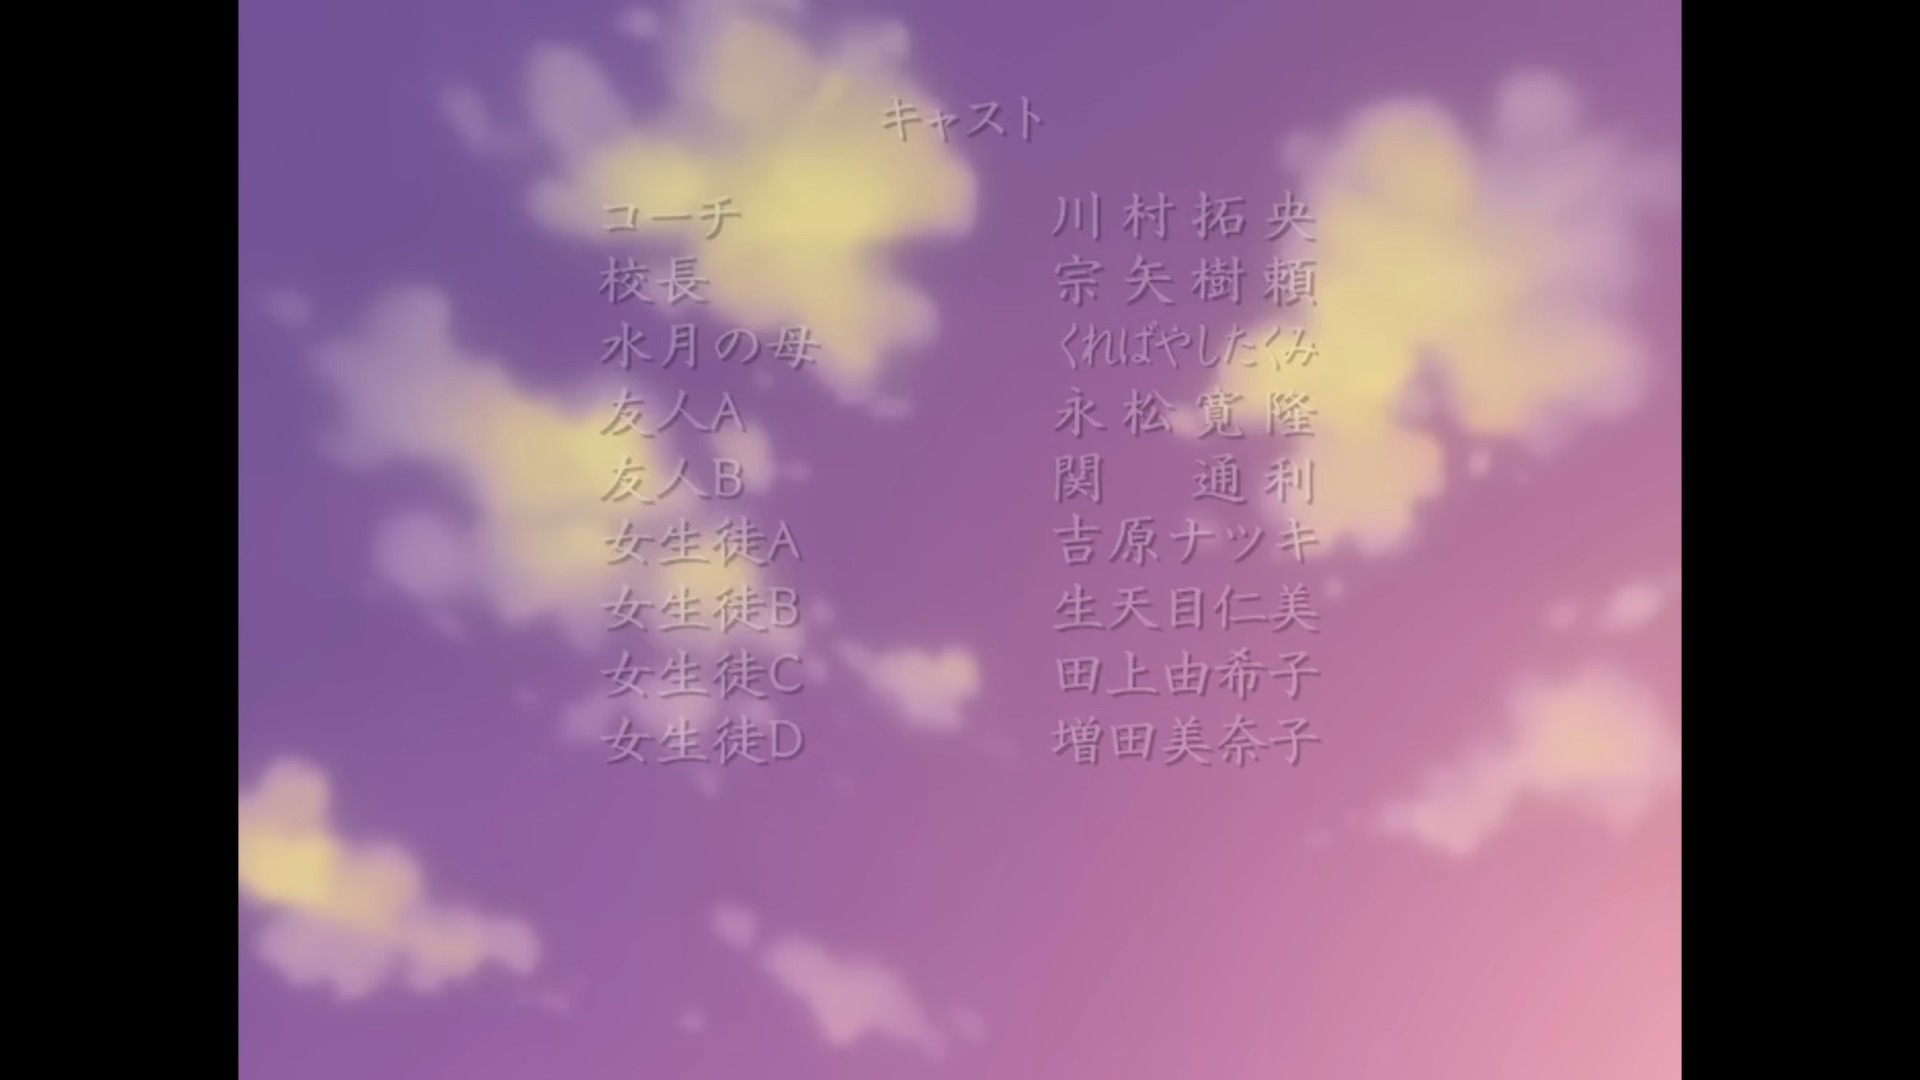 キャスト
コーチ 川村拓央
校長 宗矢樹頼
水月の母 くればやしたくみ
友人A 永松寛隆
友人B 関 通利
女生徒A 吉原ナツキ
女生徒B 生天目仁美
女生徒C 田上由希子
女生徒D 増田美奈子